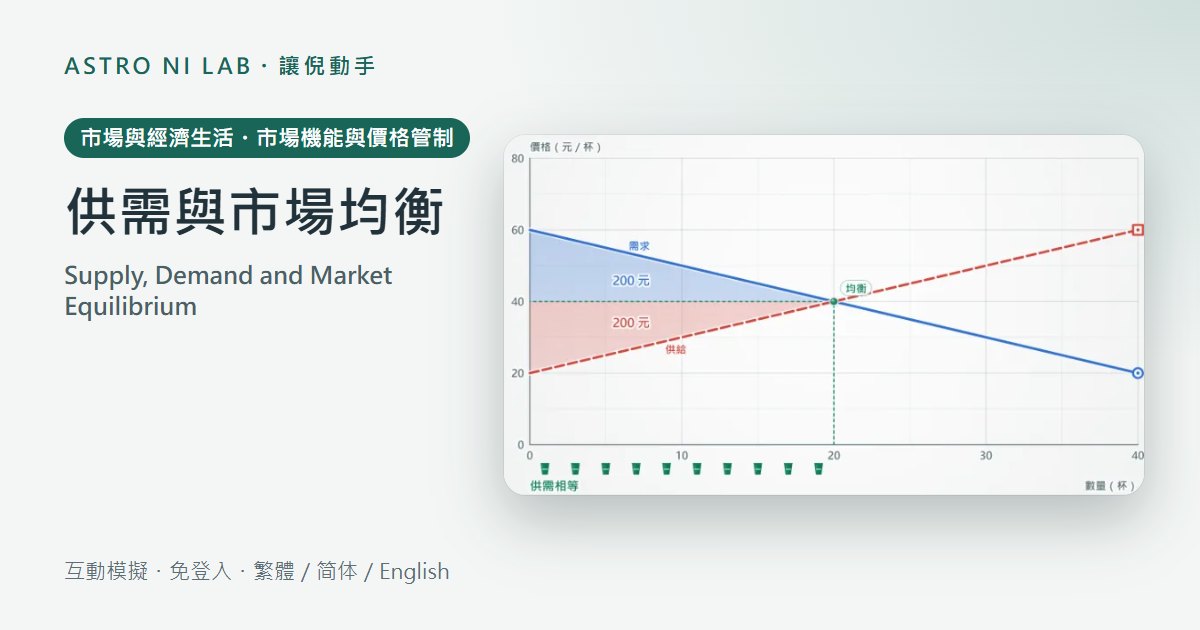 ASTRO NI LAB · 讓倪動手
市場與經濟生活 · 市場機能與價格管制
供需與市場均衡
Supply, Demand and Market
Equilibrium
互動模擬 · 免登入 · 繁體 / 简体 / English
價格 ( 元 / 杯 )
80
60
40
20
0
需求
200 元
200 元
供給
均衡
0
10
20
30
40
供需相等
數量 ( 杯 )